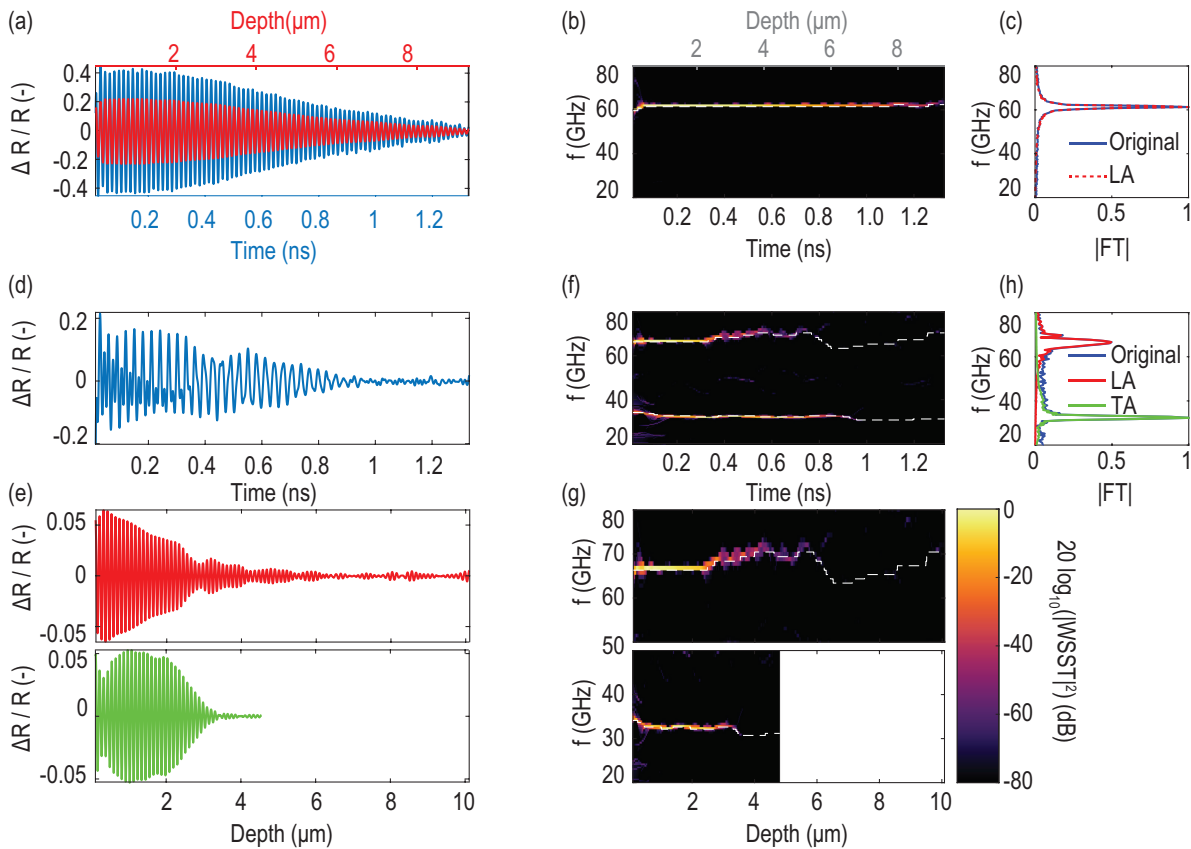 (a)
Depth(µm)
2 4 6 8
0.4
0.2
0
-0.2
-0.4
Δ R / R (-)
0.2 0.4 0.6 0.8 1 1.2
Time (ns)
(b)
Depth (µm)
2 4 6 8
80
60
40
20
f (GHz)
0.2 0.4 0.6 0.8 1.0 1.2
Time (ns)
(c)
80
60
40
20
f (GHz)
Original
LA
0 0.5 1
|FT|
(d)
0.2
0
-0.2
ΔR / R (-)
0.2 0.4 0.6 0.8 1 1.2
Time (ns)
(f)
80
60
40
20
f (GHz)
0.2 0.4 0.6 0.8 1 1.2
Time (ns)
(h)
80
60
40
20
f (GHz)
Original
LA
TA
0 0.5 1
|FT|
(e)
0.05
0
-0.05
ΔR / R (-)
0.05
0
-0.05
ΔR / R (-)
2 4 6 8 10
Depth (µm)
(g)
80
70
60
50
f (GHz)
40
30
20
f (GHz)
0 2 4 6 8 10
Depth (µm)
0
-20
-40
-60
-80
20 log₁₀(|WSST|²) (dB)